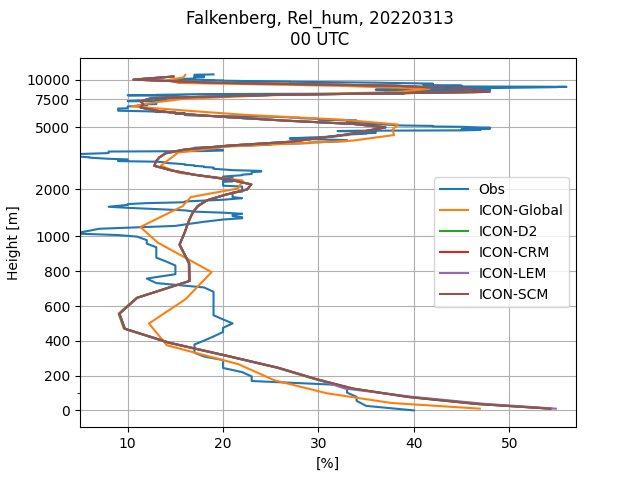 Falkenberg, Rel_hum, 20220313
00 UTC
10000
7500
5000
2000
1000
800
600
400
200
0
Height [m]
Obs
ICON-Global
ICON-D2
ICON-CRM
ICON-LEM
ICON-SCM
10
20
30
40
50
[%]